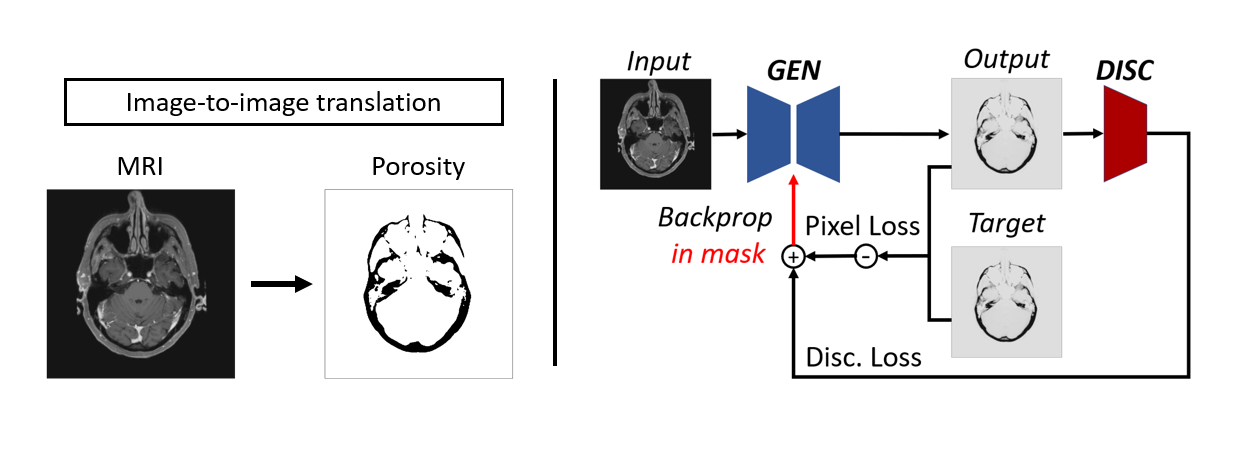 Image-to-image translation
MRI
Porosity
Input
GEN
Output
DISC
Backprop
in mask
Pixel Loss
Target
+
-
Disc. Loss